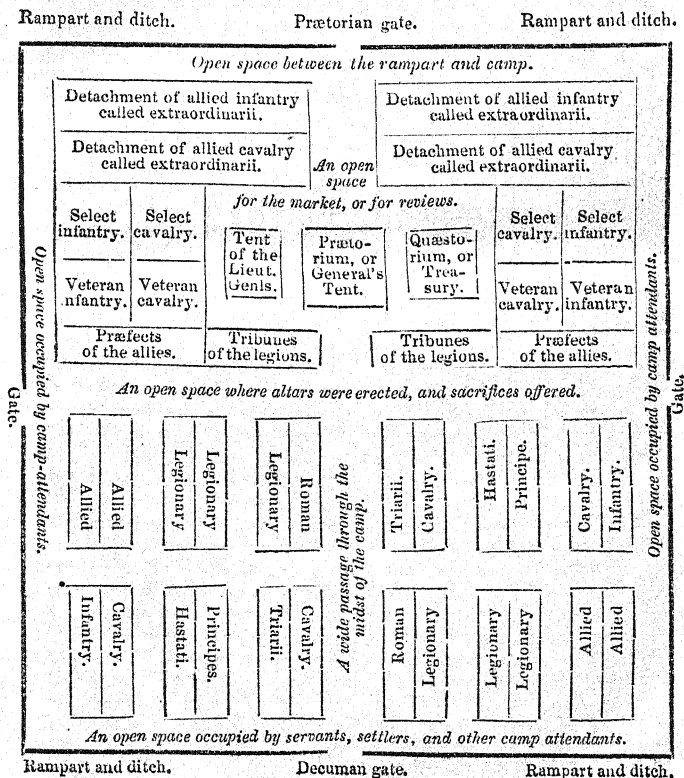 Rampart and ditch. Prætorian gate. Rampart and ditch.
Open space between the rampart and camp.
Detachment of allied infantry
called extraordinarii.
Detachment of allied infantry
called extraordinarii.
Detachment of allied cavalry
called extraordinarii.
Detachment of allied cavalry
called extraordinarii.
An open
space
for the market, or for reviews.
Select
infantry.
Select
cavalry.
Tent
of the
Lieut.
Genls.
Præto-
rium, or
General's
Tent.
Quæsto-
rium, or
Trea-
sury.
Select
cavalry.
Select
infantry.
Veteran
nfantry.
Veteran
cavalry.
Veteran
cavalry.
Veteran
infantry.
Præfects
of the allies.
Tribunes
of the legions.
Tribunes
of the legions.
Præfects
of the allies.
Open space occupied by camp-attendants.
Open space occupied by camp attendants.
Gate.
Gate.
An open space where altars were erected, and sacrifices offered.
Allied
Allied
Legionary
Legionary
Legionary
Roman
A wide passage through the
midst of the camp.
Triarii.
Cavalry.
Hastati.
Principe.
Cavalry.
Infantry.
Infantry.
Cavalry.
Hastati.
Principes.
Triarii.
Cavalry.
Roman
Legionary
Legionary
Legionary
Allied
Allied
An open space occupied by servants, settlers, and other camp attendants.
Rampart and ditch. Decuman gate. Rampart and ditch.